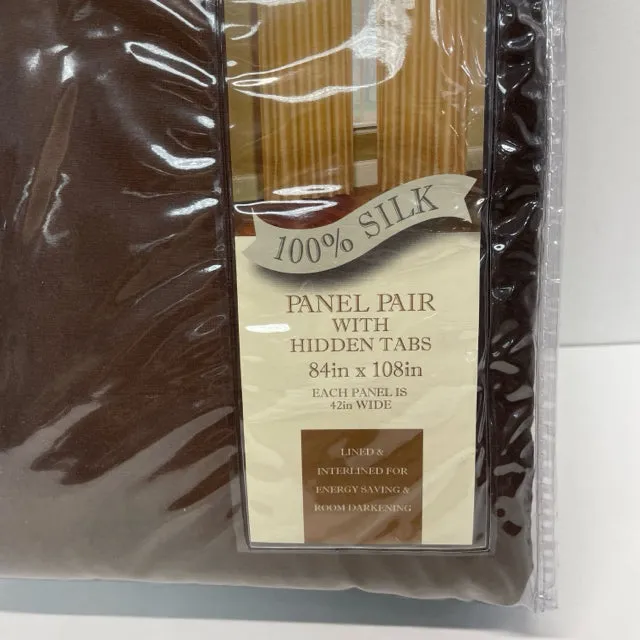 100% SILK
PANEL PAIR
WITH
HIDDEN TABS
84in x 108in
EACH PANEL IS
42in WIDE
LINED &
INTERLINED FOR
ENERGY SAVING &
ROOM DARKENING